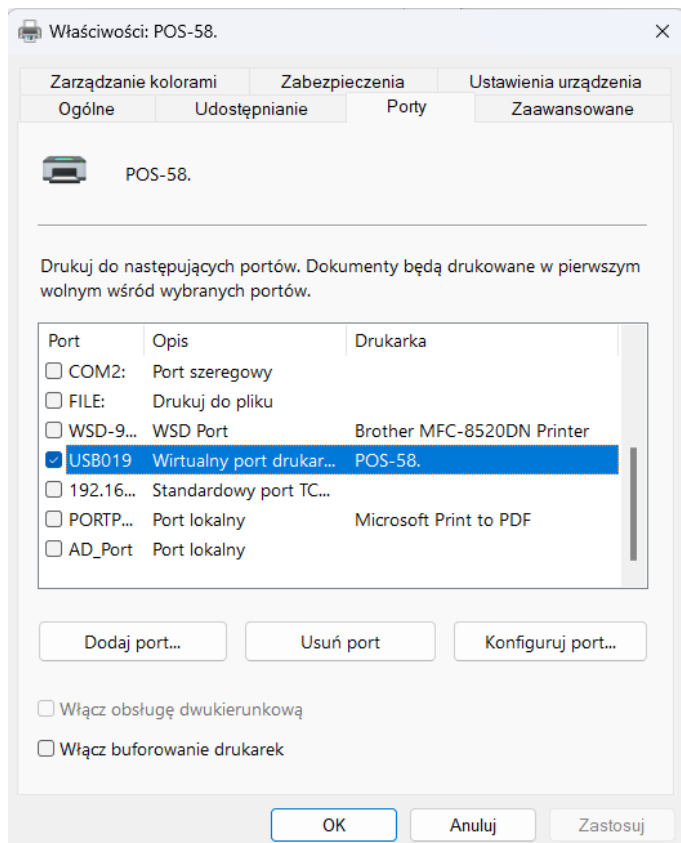 Właściwości: POS-58.
Zarządzanie kolorami Zabezpieczenia Ustawienia urządzenia
Ogólne Udostępnianie Porty Zaawansowane
POS-58.
Drukuj do następujących portów. Dokumenty będą drukowane w pierwszym
wolnym wśród wybranych portów.
Port Opis Drukarka
COM2: Port szeregowy
FILE: Drukuj do pliku
WSD-9... WSD Port Brother MFC-8520DN Printer
USB019 Wirtualny port drukar... POS-58.
192.16... Standardowy port TC...
PORTP... Port lokalny Microsoft Print to PDF
AD_Port Port lokalny
Dodaj port... Usuń port Konfiguruj port...
Włącz obsługę dwukierunkową
Włącz buforowanie drukarek
OK Anuluj Zastosuj